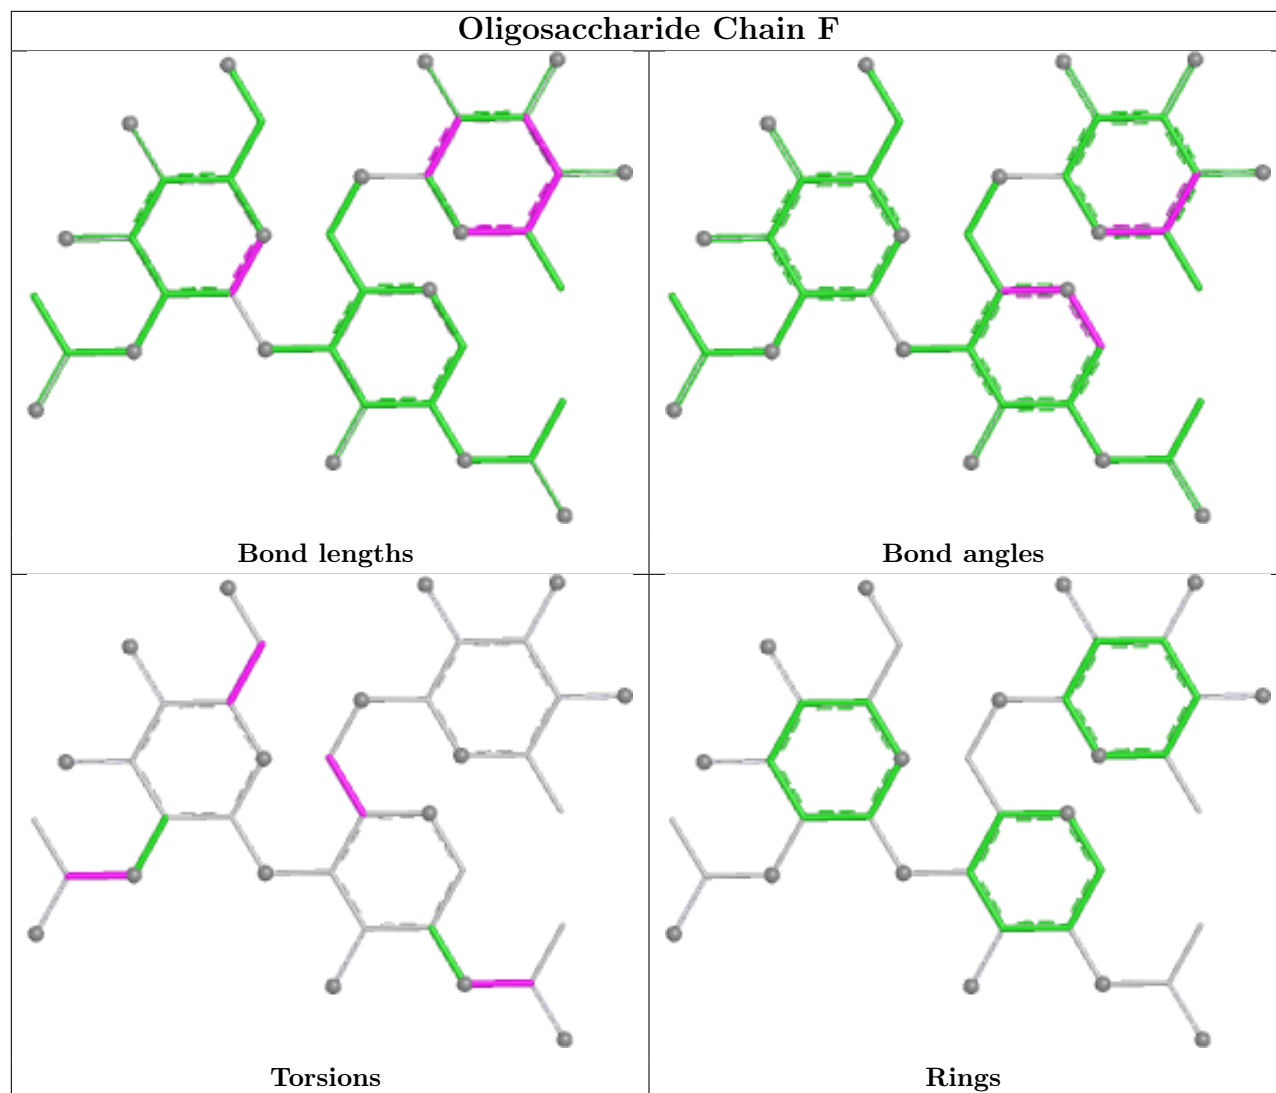 Oligosaccharide Chain F
Bond lengths
Bond angles
Torsions
Rings